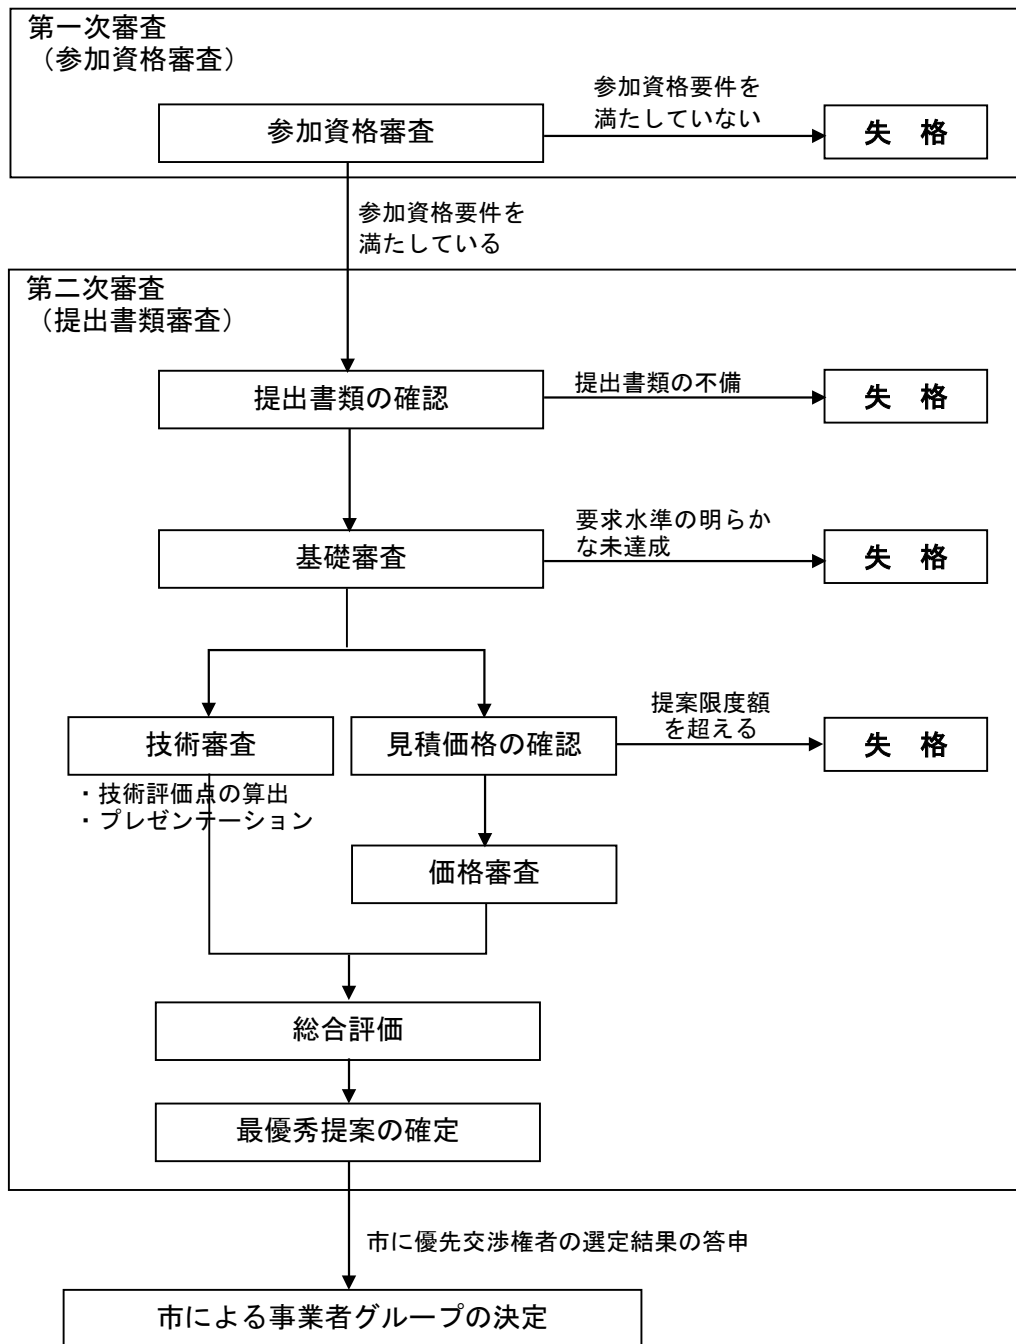 第一次審査
（参加資格審査）
参加資格要件を
満たしていない
参加資格審査
失　格
参加資格要件を
満たしている
第二次審査
（提出書類審査）
提出書類の確認
提出書類の不備
失　格
要求水準の明らか
な未達成
基礎審査
失　格
提案限度額
を超える
技術審査
見積価格の確認
失　格
・技術評価点の算出
・プレゼンテーション
価格審査
総合評価
最優秀提案の確定
市に優先交渉権者の選定結果の答申
市による事業者グループの決定